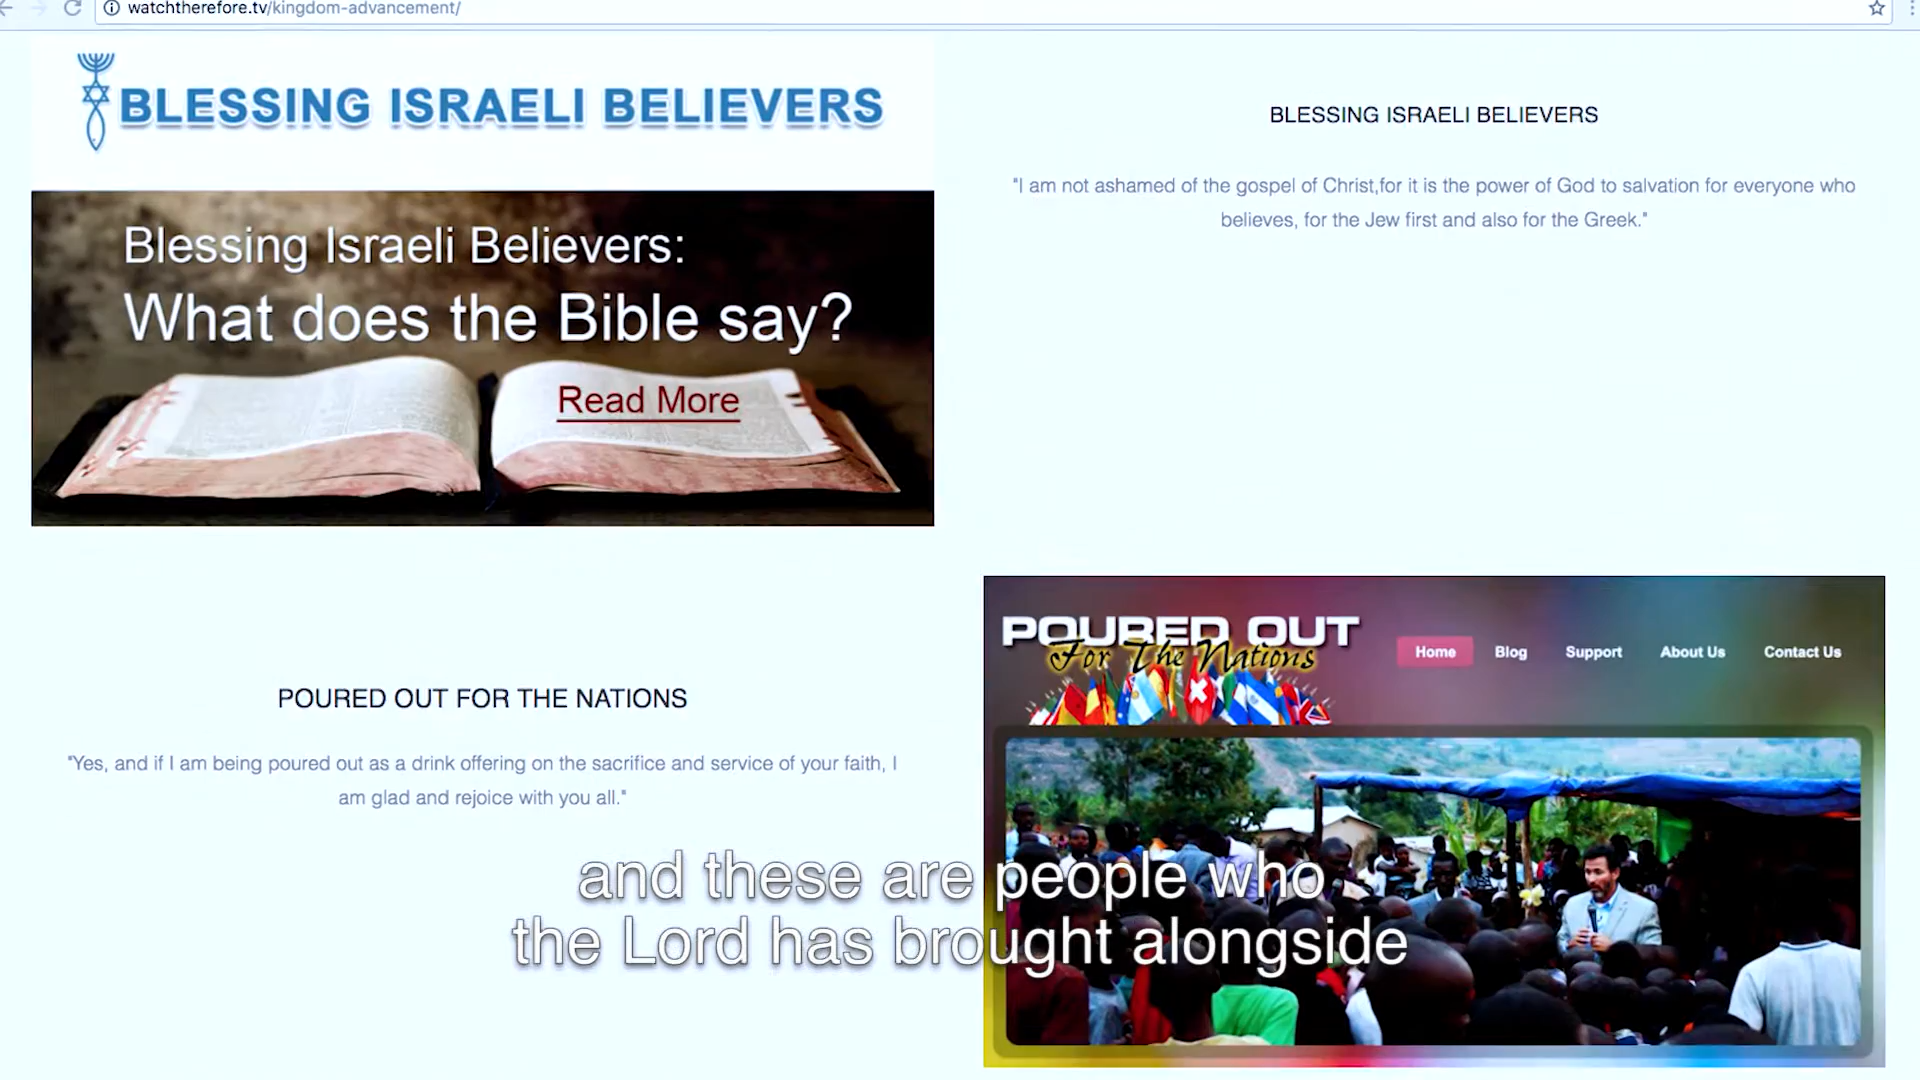 watchtherefore.tv/kingdom-advancement/
BLESSING ISRAELI BELIEVERS
Blessing Israeli Believers:
What does the Bible say?
Read More
BLESSING ISRAELI BELIEVERS
"I am not ashamed of the gospel of Christ,for it is the power of God to salvation for everyone who
believes, for the Jew first and also for the Greek."
POURED OUT FOR THE NATIONS
"Yes, and if I am being poured out as a drink offering on the sacrifice and service of your faith, I
am glad and rejoice with you all."
POURED OUT
For The Nations
Home Blog Support About Us Contact Us
and these are people who
the Lord has brought alongside